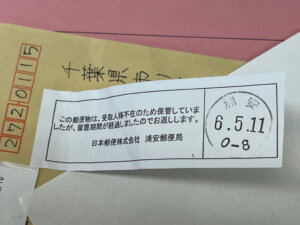 2720115
千葉県市川
この郵便物は、受取人様不在のため保管していま
したが、留置期間が経過しましたのでお返しします。
日本郵便株式会社 浦安郵便局
浦安
6.5.11
0-8